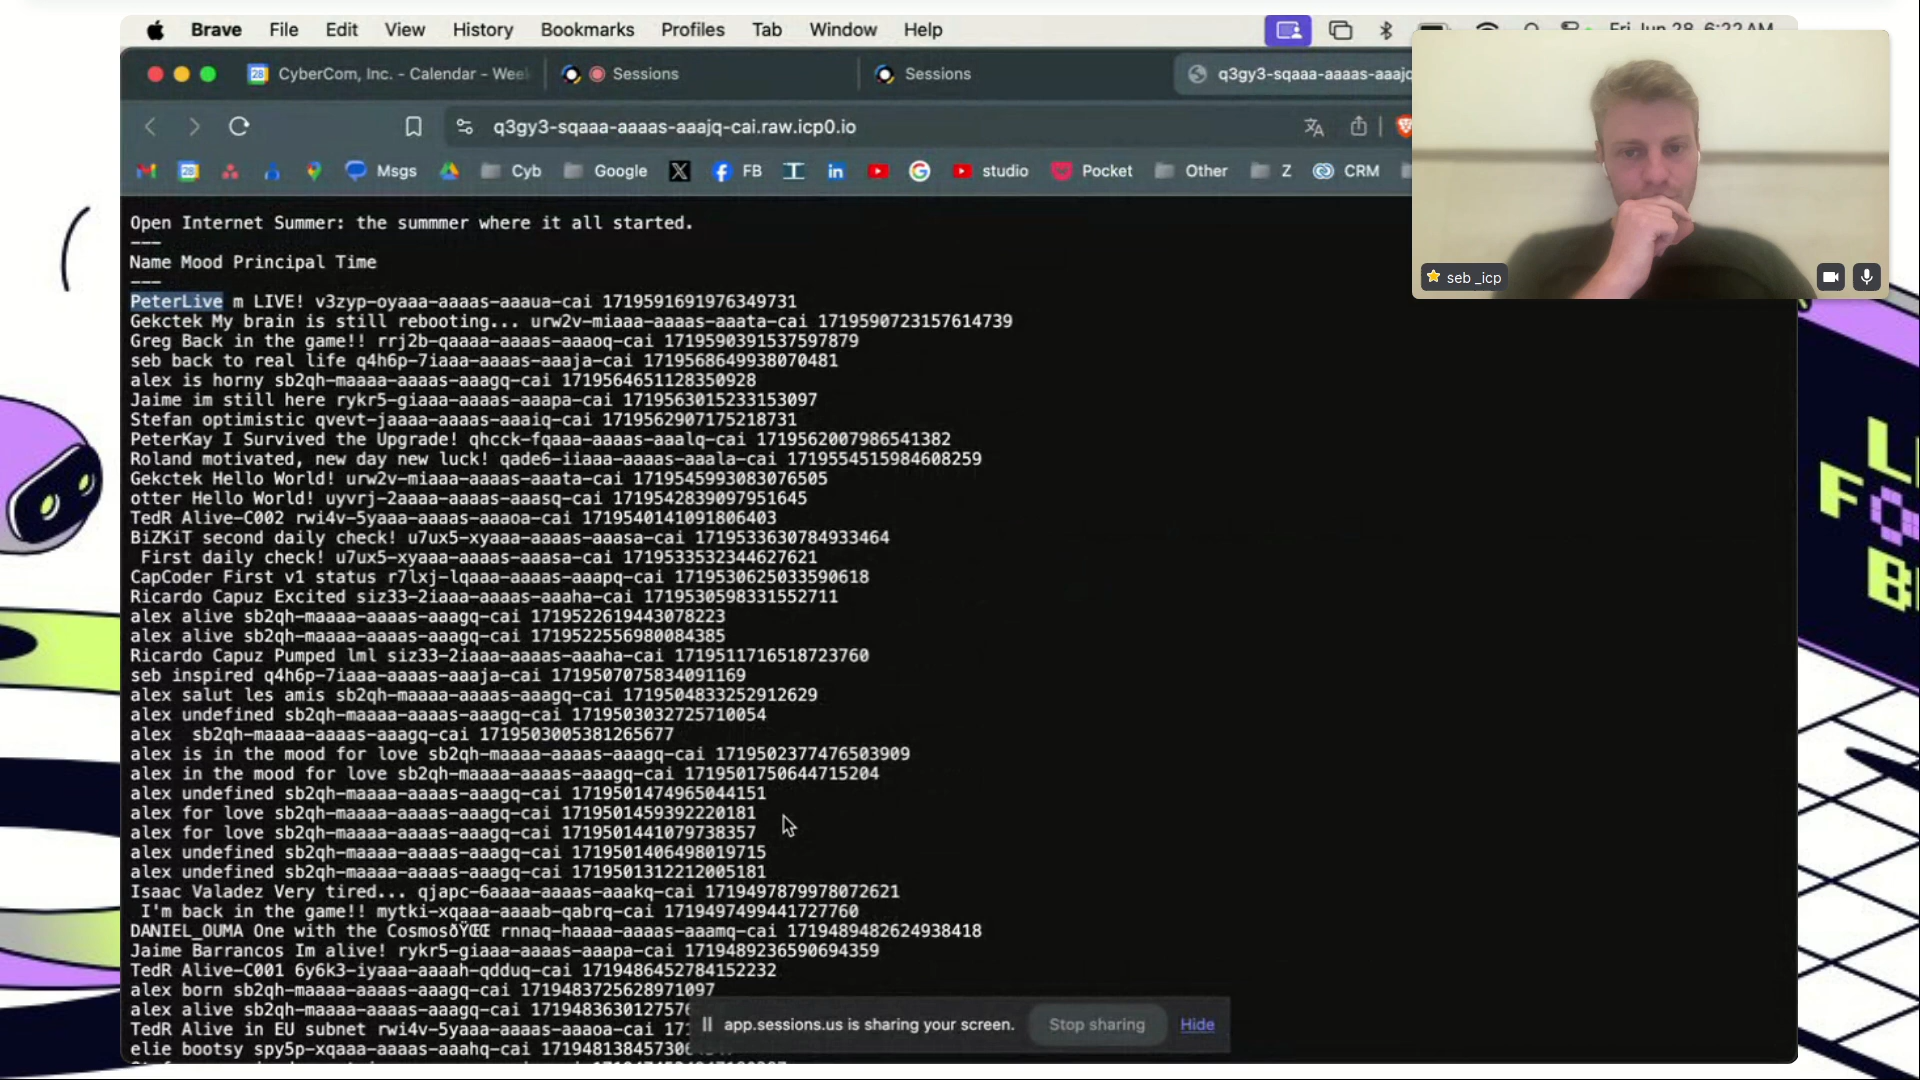 Brave File Edit View History Bookmarks Profiles Tab Window Help
CyberCom, Inc. - Calendar - Wee Sessions Sessions q3gy3-sqaaa-aaaas-aaajq
q3gy3-sqaaa-aaaas-aaajq-cai.raw.icp0.io
Msgs Cyb Google FB studio Pocket Other Z CRM
seb _icp
Open Internet Summer: the summmer where it all started.
---
Name Mood Principal Time
---
PeterLive m LIVE! v3zyp-oyaaa-aaaas-aaaua-cai 1719591691976349731
Gekctek My brain is still rebooting... urw2v-miaaa-aaaas-aaata-cai 1719590723157614739
Greg Back in the game!! rrj2b-qaaaa-aaaas-aaaoq-cai 1719590391537597879
seb back to real life q4h6p-7iaaa-aaaas-aaaja-cai 1719568649938070481
alex is horny sb2qh-maaaa-aaaas-aaagq-cai 1719564651128350928
Jaime im still here rykr5-giaaa-aaaas-aaapa-cai 1719563015233153097
Stefan optimistic qvevt-jaaaa-aaaas-aaaiq-cai 1719562907175218731
PeterKay I Survived the Upgrade! qhcck-fqaaa-aaaas-aaalq-cai 1719562007986541382
Roland motivated, new day new luck! qade6-iiaaa-aaaas-aaala-cai 1719554515984608259
Gekctek Hello World! urw2v-miaaa-aaaas-aaata-cai 1719545993083076505
otter Hello World! uyvrj-2aaaa-aaaas-aaasq-cai 1719542839097951645
TedR Alive-C002 rwi4v-5yaaa-aaaas-aaaoa-cai 1719540141091806403
BiZKiT second daily check! u7ux5-xyaaa-aaaas-aaasa-cai 1719533630784933464
First daily check! u7ux5-xyaaa-aaaas-aaasa-cai 1719533532344627621
CapCoder First v1 status r7lxj-lqaaa-aaaas-aaapq-cai 1719530625033590618
Ricardo Capuz Excited siz33-2iaaa-aaaas-aaaha-cai 1719530598331552711
alex alive sb2qh-maaaa-aaaas-aaagq-cai 1719522619443078223
alex alive sb2qh-maaaa-aaaas-aaagq-cai 1719522556980084385
Ricardo Capuz Pumped lml siz33-2iaaa-aaaas-aaaha-cai 1719511716518723760
seb inspired q4h6p-7iaaa-aaaas-aaaja-cai 1719507075834091169
alex salut les amis sb2qh-maaaa-aaaas-aaagq-cai 1719504833252912629
alex undefined sb2qh-maaaa-aaaas-aaagq-cai 1719503032725710054
alex sb2qh-maaaa-aaaas-aaagq-cai 1719503005381265677
alex is in the mood for love sb2qh-maaaa-aaaas-aaagq-cai 1719502377476503909
alex in the mood for love sb2qh-maaaa-aaaas-aaagq-cai 1719501750644715204
alex undefined sb2qh-maaaa-aaaas-aaagq-cai 1719501474965044151
alex for love sb2qh-maaaa-aaaas-aaagq-cai 1719501459392220181
alex for love sb2qh-maaaa-aaaas-aaagq-cai 1719501441079738357
alex undefined sb2qh-maaaa-aaaas-aaagq-cai 1719501406498019715
alex undefined sb2qh-maaaa-aaaas-aaagq-cai 1719501312212005181
Isaac Valadez Very tired... qjapc-6aaaa-aaaas-aaakq-cai 1719497879978072621
I'm back in the game!! mytki-xqaaa-aaaab-qabrq-cai 1719497499441727760
DANIEL_OUMA One with the CosmosðŸŒŒ rnnaq-haaaa-aaaas-aaamq-cai 1719489482624938418
Jaime Barrancos Im alive! rykr5-giaaa-aaaas-aaapa-cai 1719489236590694359
TedR Alive-C001 6y6k3-iyaaa-aaaah-qdduq-cai 1719486452784152232
alex born sb2qh-maaaa-aaaas-aaagq-cai 1719483725628971097
alex alive sb2qh-maaaa-aaaas-aaagq-cai 171948363012757
TedR Alive in EU subnet rwi4v-5yaaa-aaaas-aaaoa-cai 171
elie bootsy spy5p-xqaaa-aaaas-aaahq-cai 17194813845730
app.sessions.us is sharing your screen. Stop sharing Hide